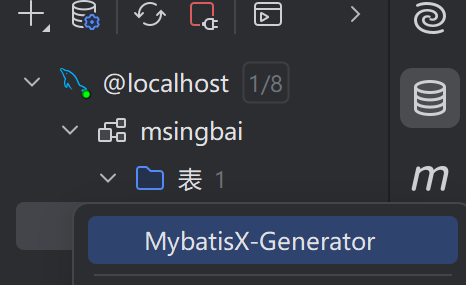 @localhost 1/8
msingbai
表 1
m
MybatisX-Generator